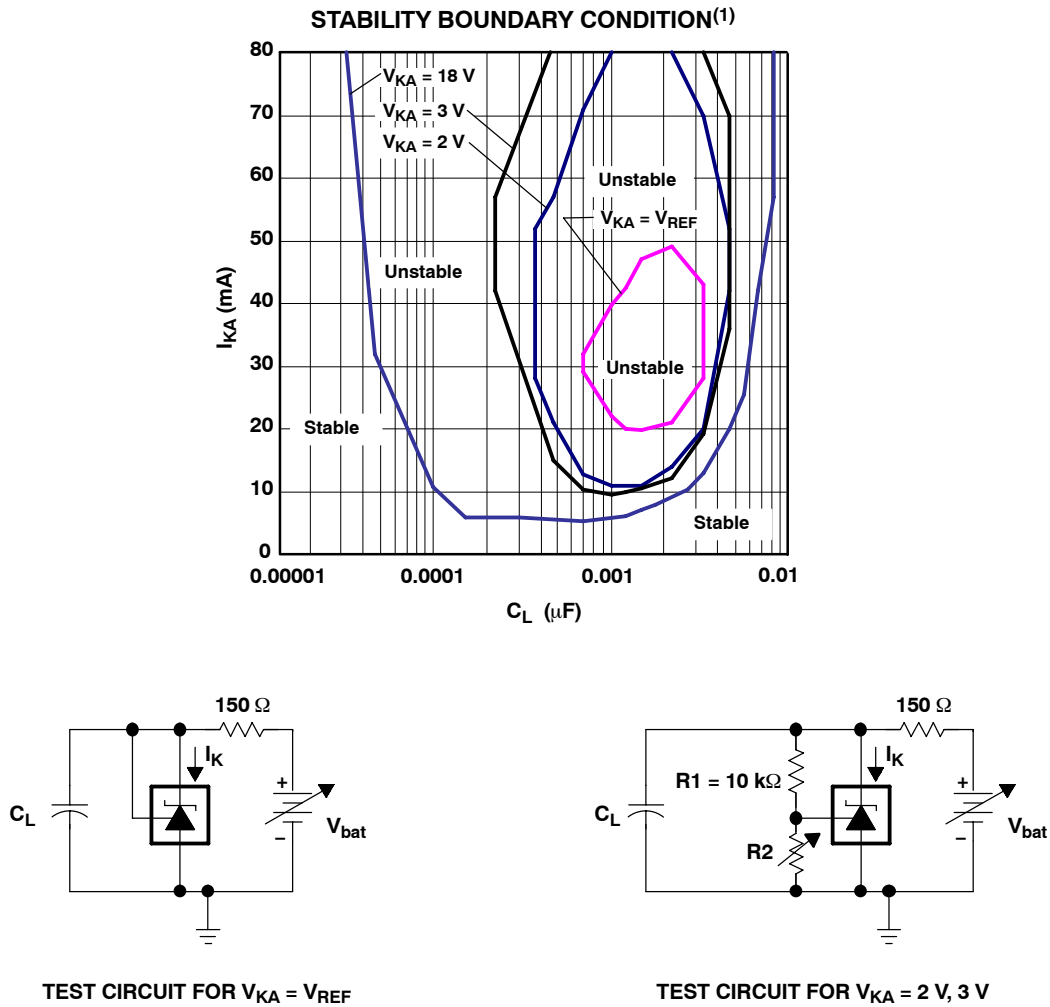 STABILITY BOUNDARY CONDITION(1)
80
70
60
50
40
30
20
10
0
I_KA (mA)
V_KA = 18 V
V_KA = 3 V
V_KA = 2 V
Unstable
V_KA = V_REF
Unstable
Unstable
Stable
Stable
0.00001
0.0001
0.001
0.01
C_L (μF)
150 Ω
I_K
C_L
+
V_bat
–
TEST CIRCUIT FOR V_KA = V_REF
150 Ω
I_K
R1 = 10 kΩ
C_L
R2
+
V_bat
–
TEST CIRCUIT FOR V_KA = 2 V, 3 V